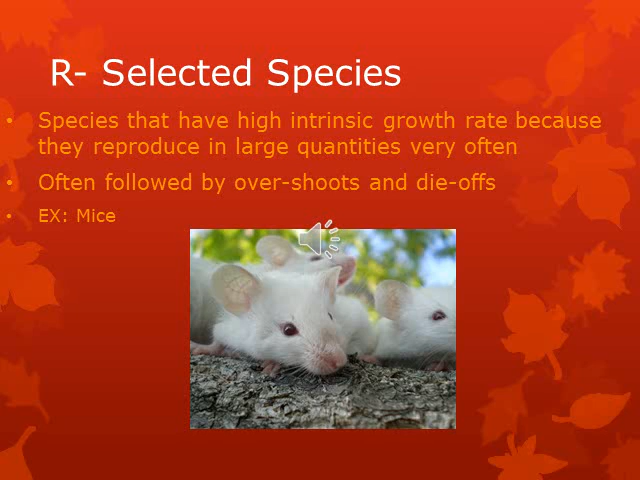 R- Selected Species
• Species that have high intrinsic growth rate because
they reproduce in large quantities very often
• Often followed by over-shoots and die-offs
• EX: Mice